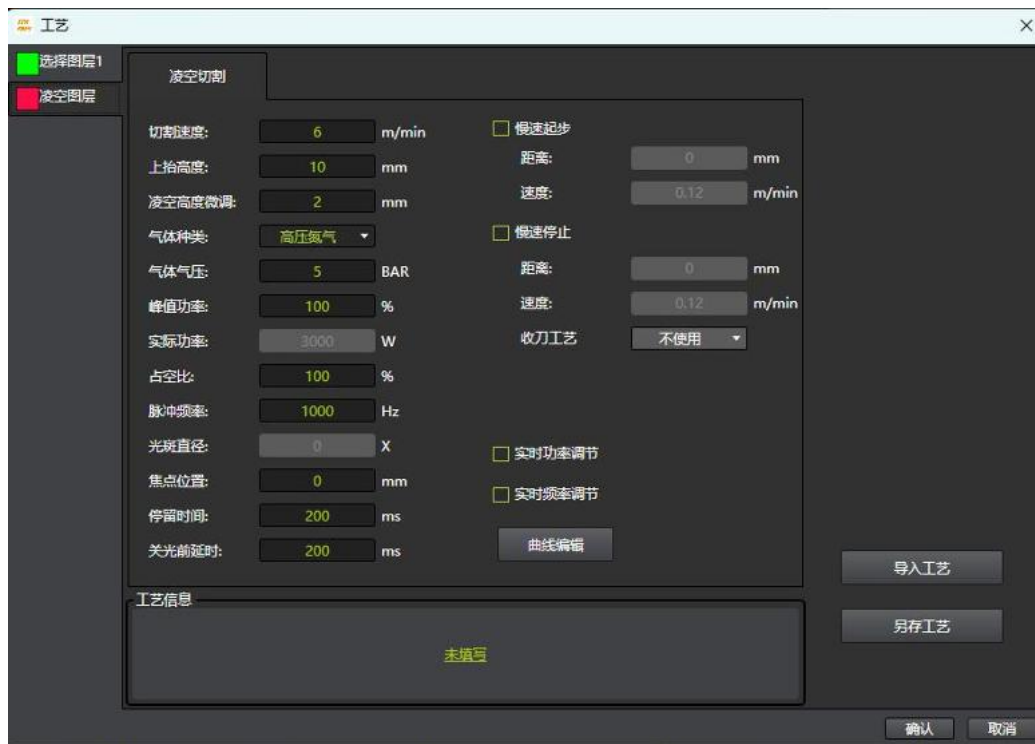 工艺
选择图层1
凌空图层
凌空切割
切割速度: 6 m/min
上抬高度: 10 mm
凌空高度微调: 2 mm
气体种类: 高压氮气
气体气压: 5 BAR
峰值功率: 100 %
实际功率: 3000 W
占空比: 100 %
脉冲频率: 1000 Hz
光斑直径: 0 X
焦点位置: 0 mm
停留时间: 200 ms
关光前延时: 200 ms
慢速起步
距离: 0 mm
速度: 0.12 m/min
慢速停止
距离: 0 mm
速度: 0.12 m/min
收刀工艺 不使用
实时功率调节
实时频率调节
曲线编辑
工艺信息
未填写
导入工艺
另存工艺
确认 取消